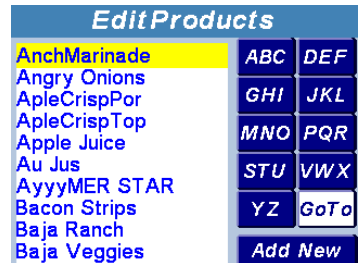 EditProducts
AnchMarinade
Angry Onions
ApleCrispPor
ApleCrispTop
Apple Juice
Au Jus
AyyyMER STAR
Bacon Strips
Baja Ranch
Baja Veggies
ABC DEF
GHI JKL
MNO PQR
STU VWX
YZ GoTo
Add New